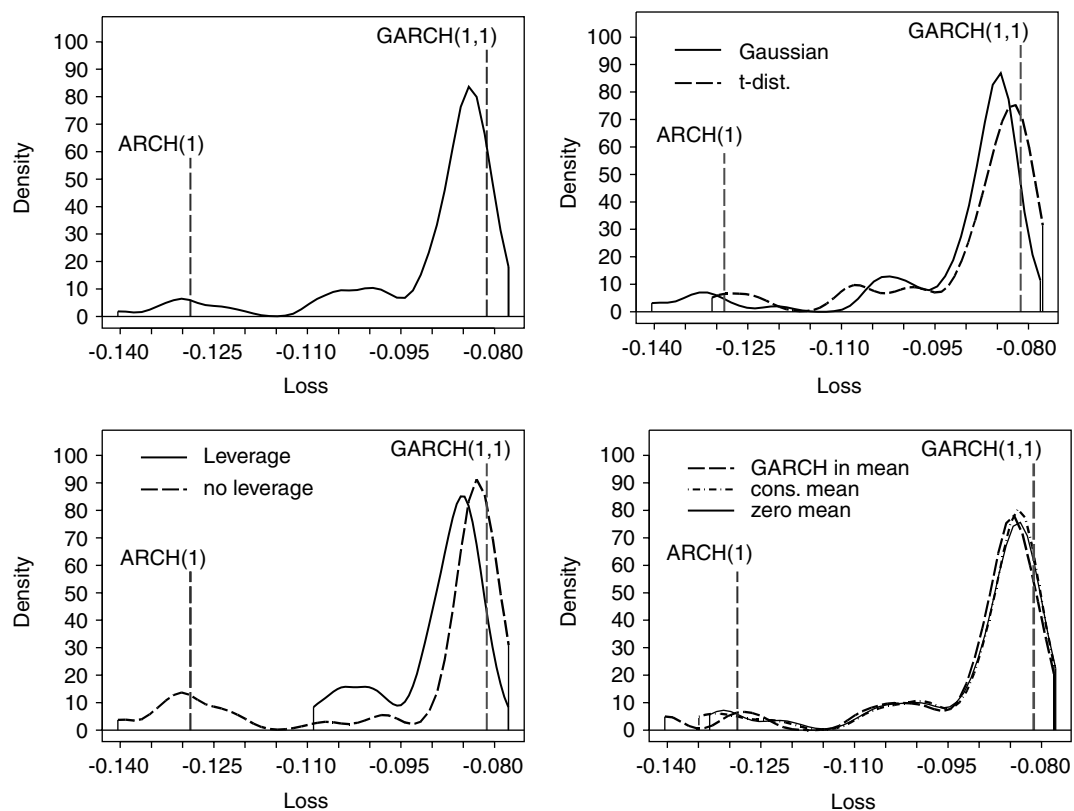 GARCH(1,1)
ARCH(1)
100
90
80
70
60
50
40
30
20
10
0
Density
-0.140 -0.125 -0.110 -0.095 -0.080
Loss
GARCH(1,1)
Gaussian
t-dist.
ARCH(1)
100
90
80
70
60
50
40
30
20
10
0
Density
-0.140 -0.125 -0.110 -0.095 -0.080
Loss
Leverage
no leverage
GARCH(1,1)
ARCH(1)
100
90
80
70
60
50
40
30
20
10
0
Density
-0.140 -0.125 -0.110 -0.095 -0.080
Loss
GARCH(1,1)
GARCH in mean
cons. mean
zero mean
ARCH(1)
100
90
80
70
60
50
40
30
20
10
0
Density
-0.140 -0.125 -0.110 -0.095 -0.080
Loss